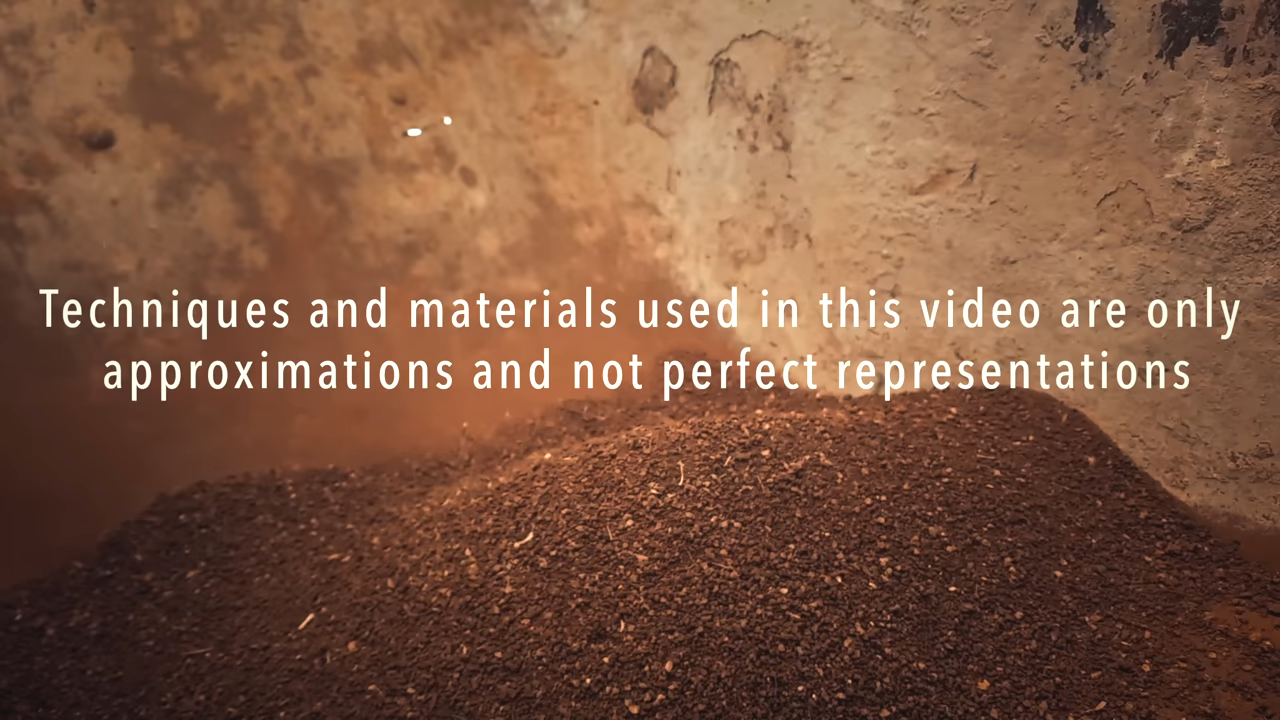 Techniques and materials used in this video are only
approximations and not perfect representations